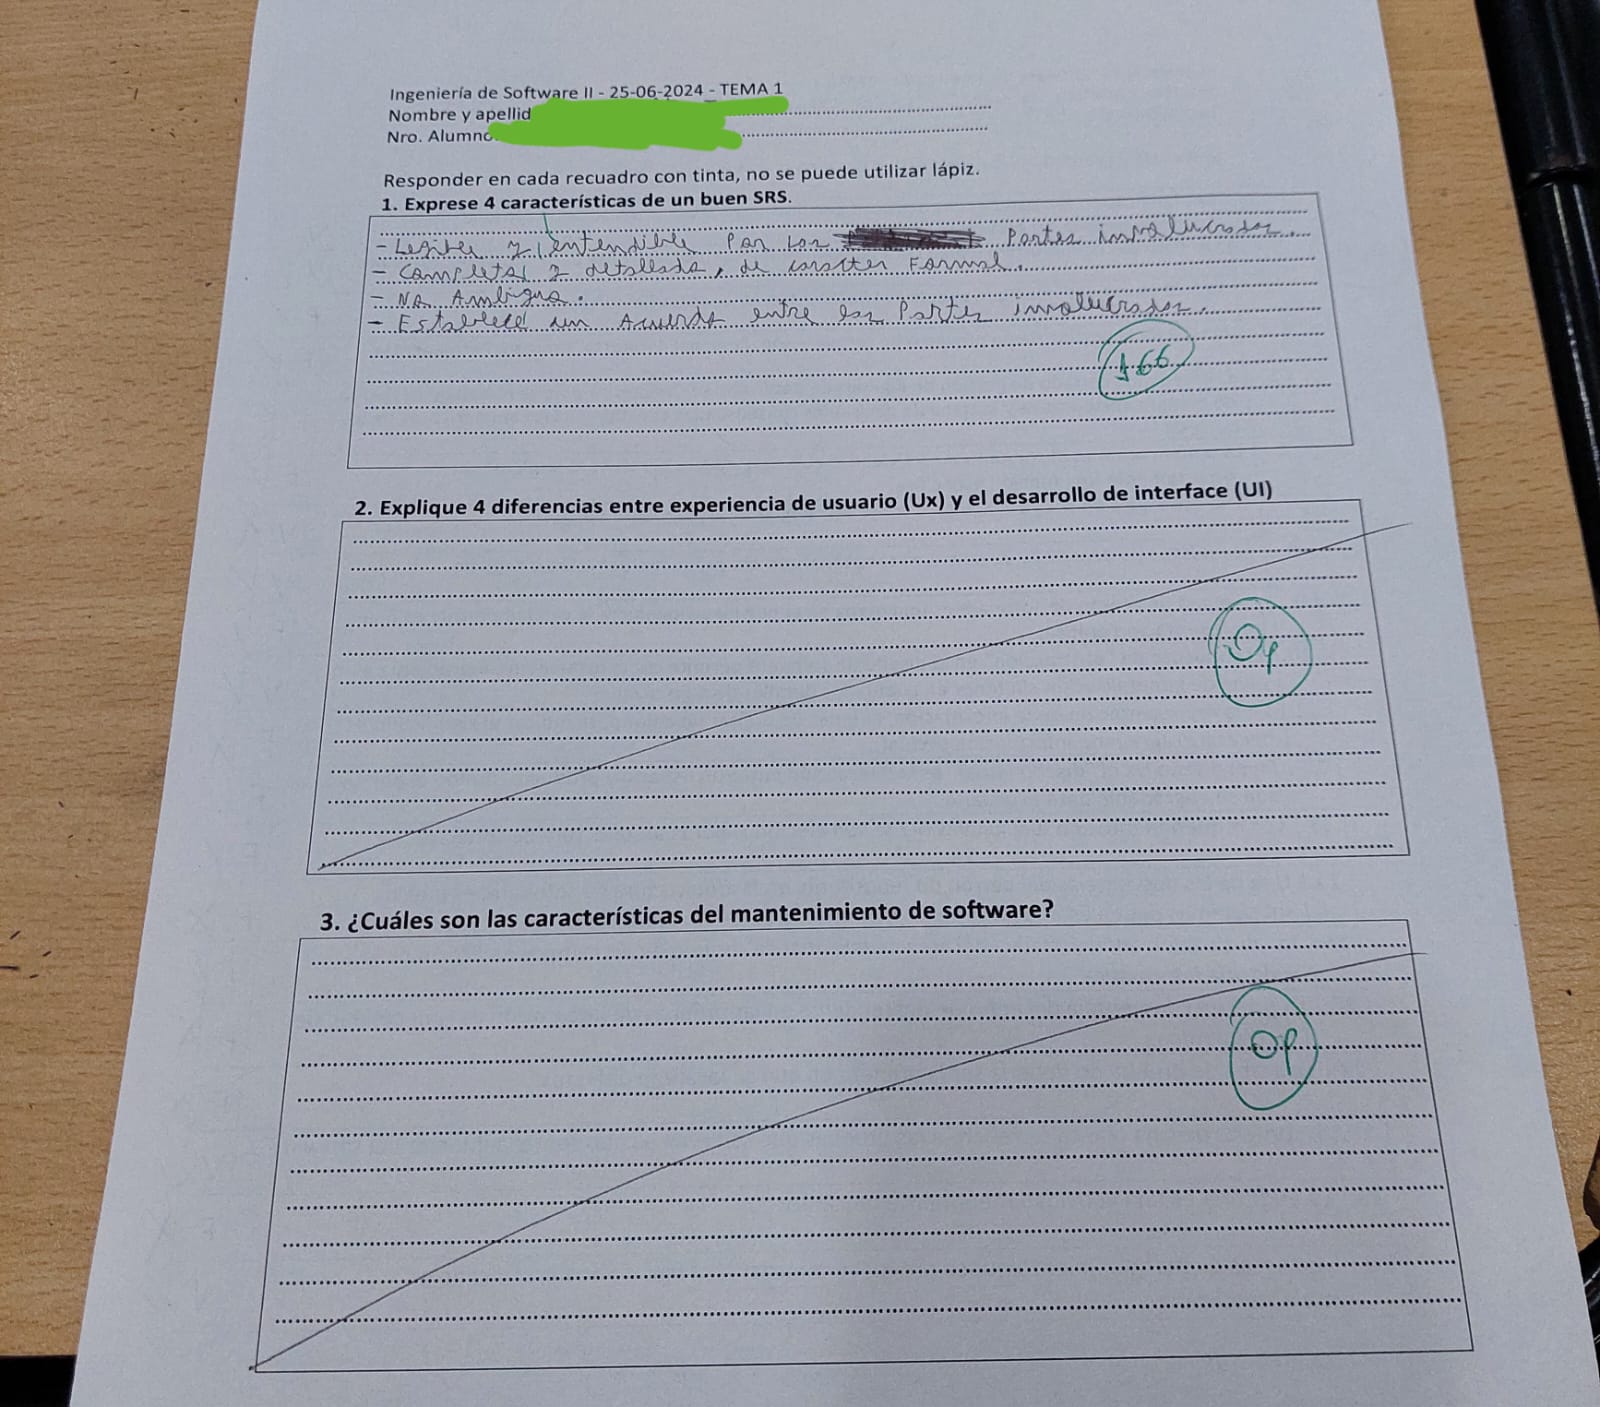 Ingeniería de Software II - 25-06-2024 - TEMA 1
Nombre y apellid
Nro. Alumno.
Responder en cada recuadro con tinta, no se puede utilizar lápiz.
1. Exprese 4 características de un buen SRS.
- Legible y entendible por las partes involucradas.
- Completa y detallada, de caracter Formal.
- No Ambigua.
- Establece un Acuerdo entre las Partes involucradas.
1.66
2. Explique 4 diferencias entre experiencia de usuario (Ux) y el desarrollo de interface (UI)
0p
3. ¿Cuáles son las características del mantenimiento de software?
0p